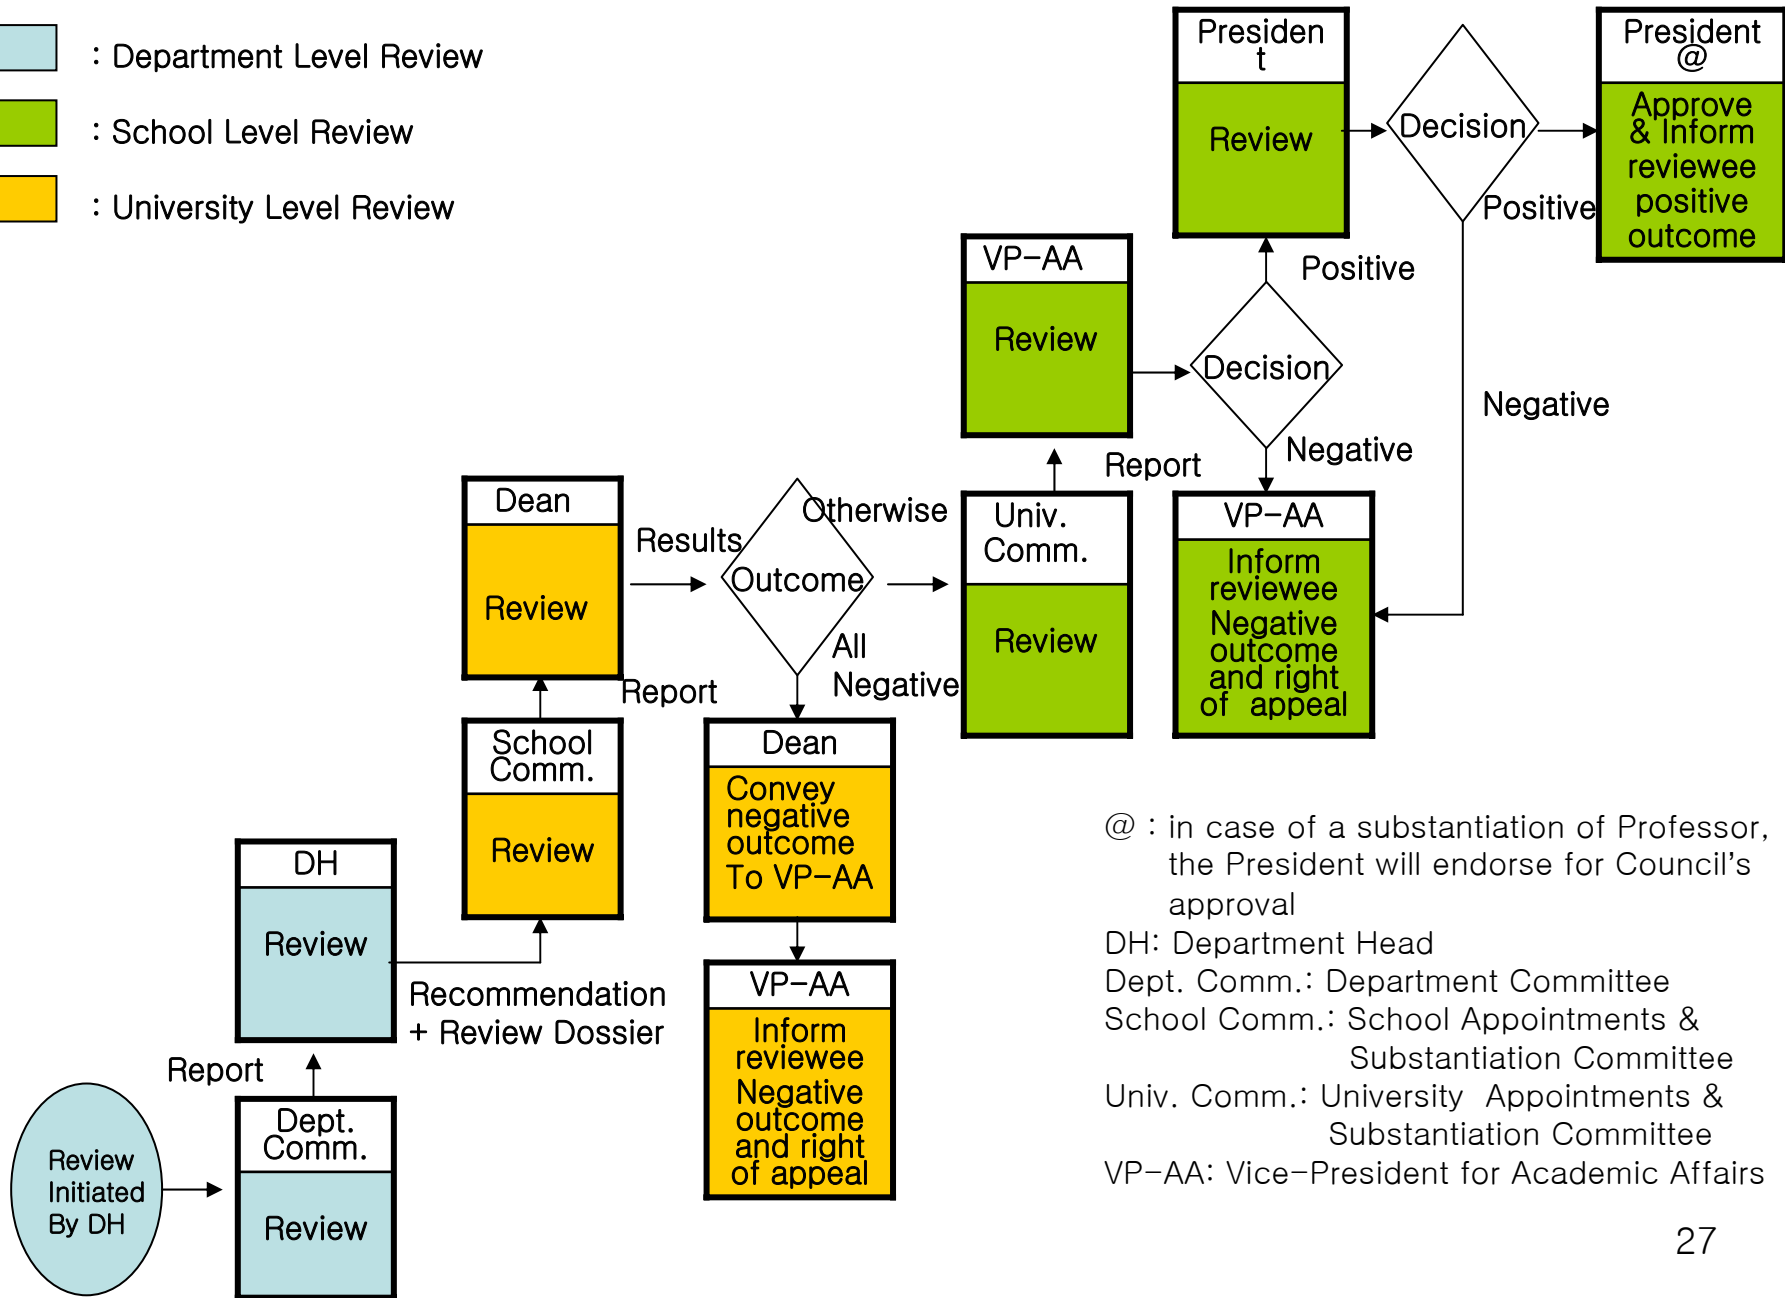 : Department Level Review
: School Level Review
: University Level Review
Presiden
t
Review
Decision
Positive
Negative
President
@
Approve
& Inform
reviewee
positive
outcome
VP-AA
Review
Decision
Positive
Negative
Report
VP-AA
Inform
reviewee
Negative
outcome
and right
of appeal
Univ.
Comm.
Review
Dean
Review
Results
Outcome
Otherwise
All
Negative
Report
School
Comm.
Review
Dean
Convey
negative
outcome
To VP-AA
VP-AA
Inform
reviewee
Negative
outcome
and right
of appeal
DH
Review
Recommendation
+ Review Dossier
Report
Dept.
Comm.
Review
Review
Initiated
By DH
@ : in case of a substantiation of Professor,
the President will endorse for Council's
approval
DH: Department Head
Dept. Comm.: Department Committee
School Comm.: School Appointments &
Substantiation Committee
Univ. Comm.: University Appointments &
Substantiation Committee
VP-AA: Vice-President for Academic Affairs
27